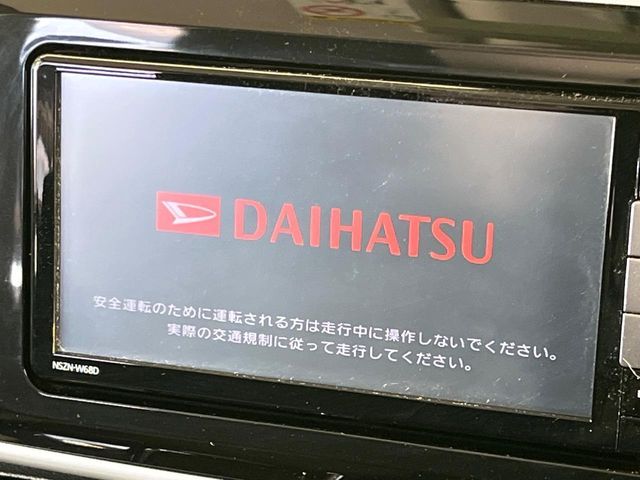 DAIHATSU
安全運転のために運転される方は走行中に操作しないでください。
実際の交通規制に従って走行してください。
NSZN-W68D